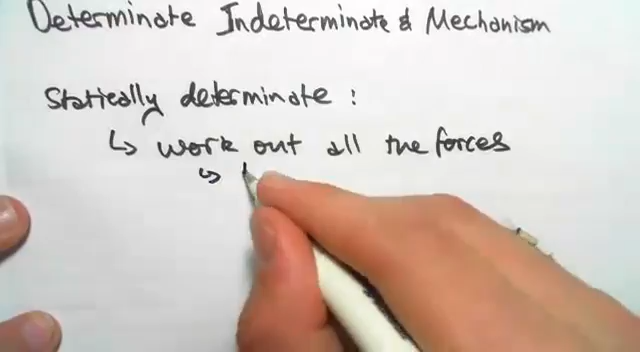 Determinate Indeterminate & Mechanism
Statically determinate :
↳ work out all the forces
↳